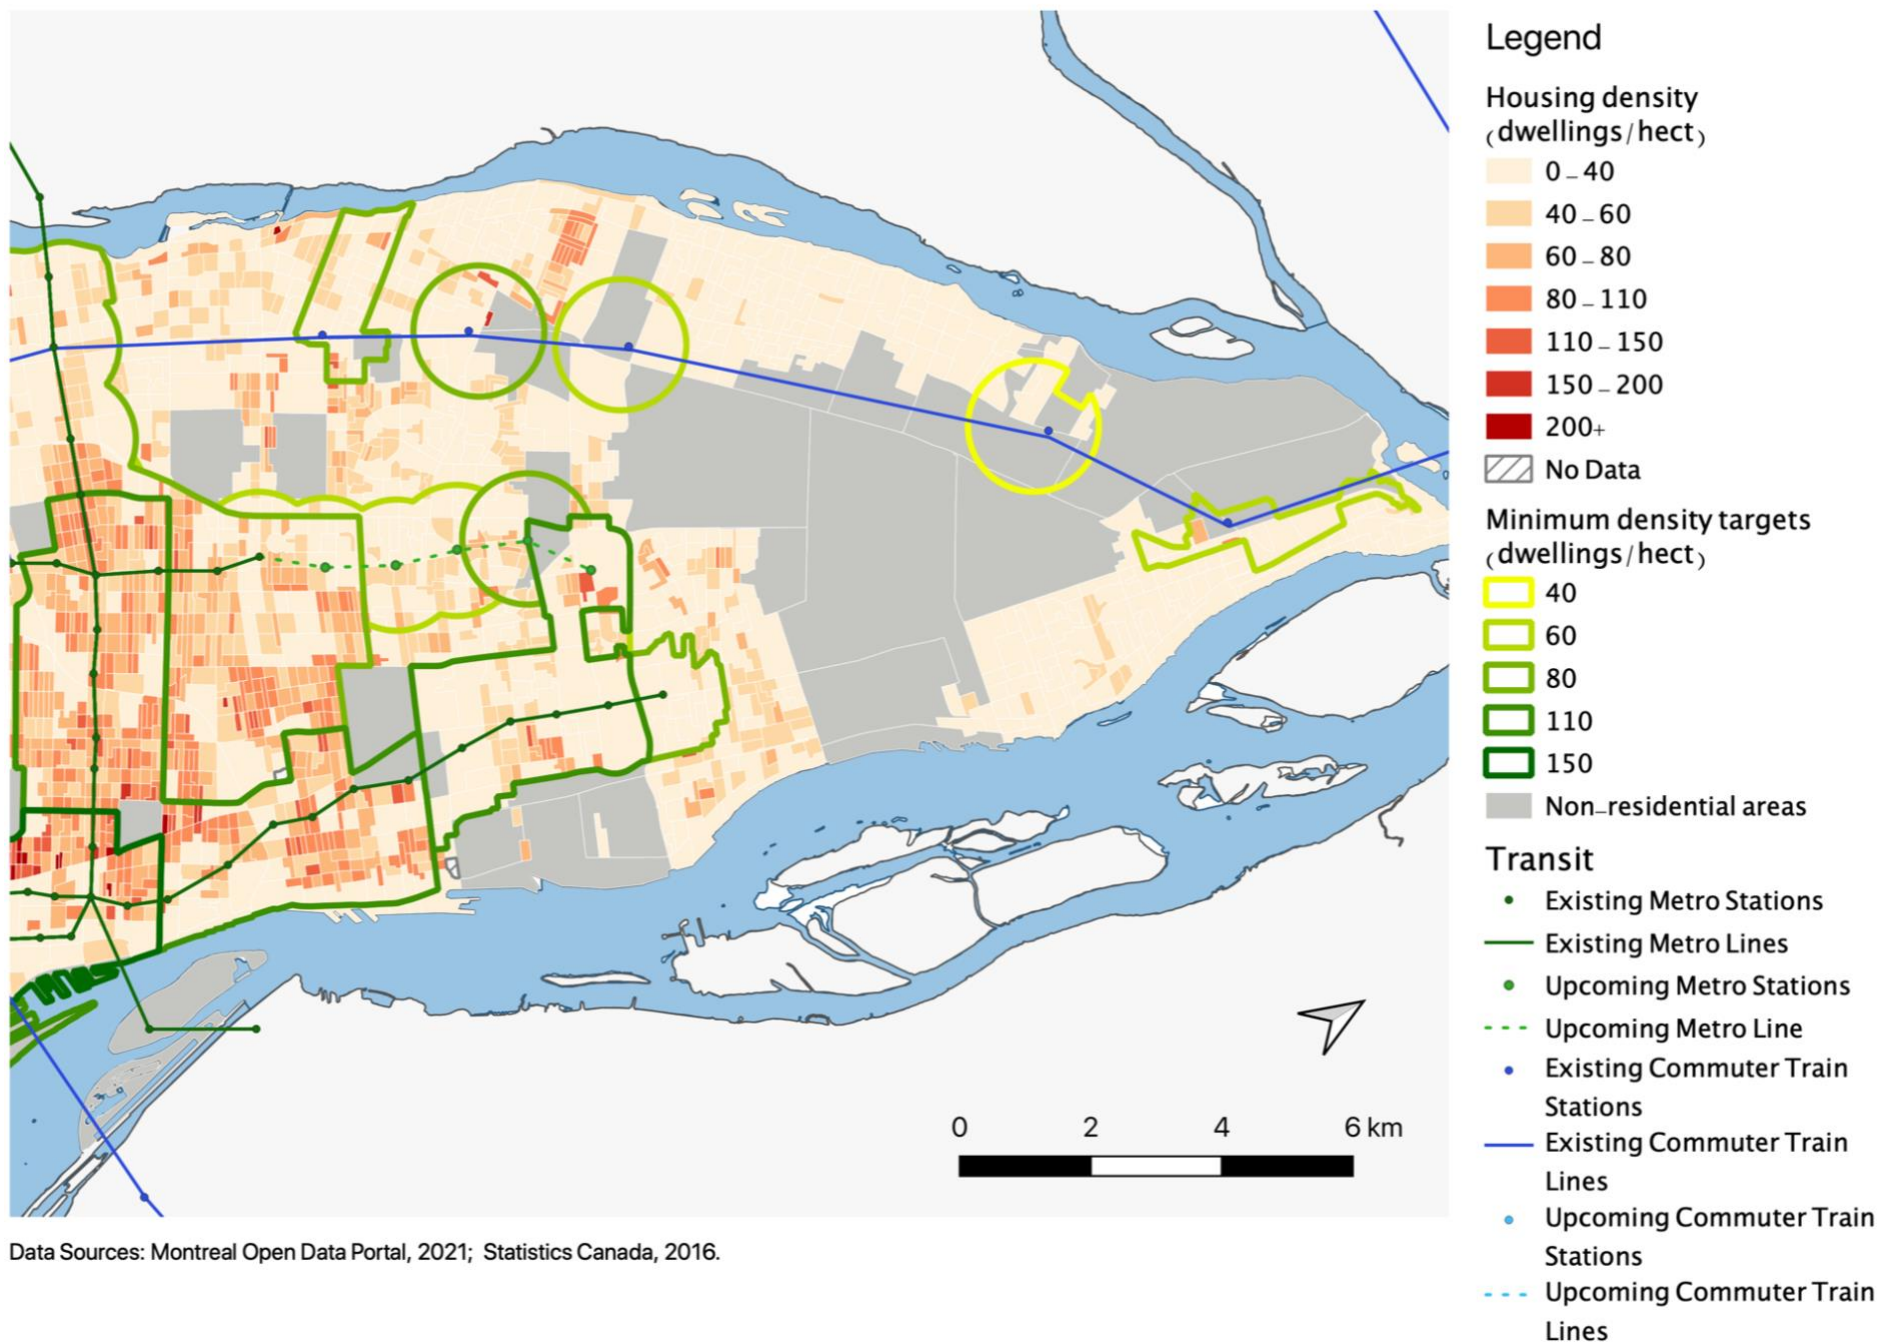 Legend
Housing density
(dwellings/hect)
0–40
40–60
60–80
80–110
110–150
150–200
200+
No Data
Minimum density targets
(dwellings/hect)
40
60
80
110
150
Non–residential areas
Transit
Existing Metro Stations
Existing Metro Lines
Upcoming Metro Stations
Upcoming Metro Line
Existing Commuter Train
Stations
Existing Commuter Train
Lines
Upcoming Commuter Train
Stations
Upcoming Commuter Train
Lines
0 2 4 6 km
Data Sources: Montreal Open Data Portal, 2021; Statistics Canada, 2016.